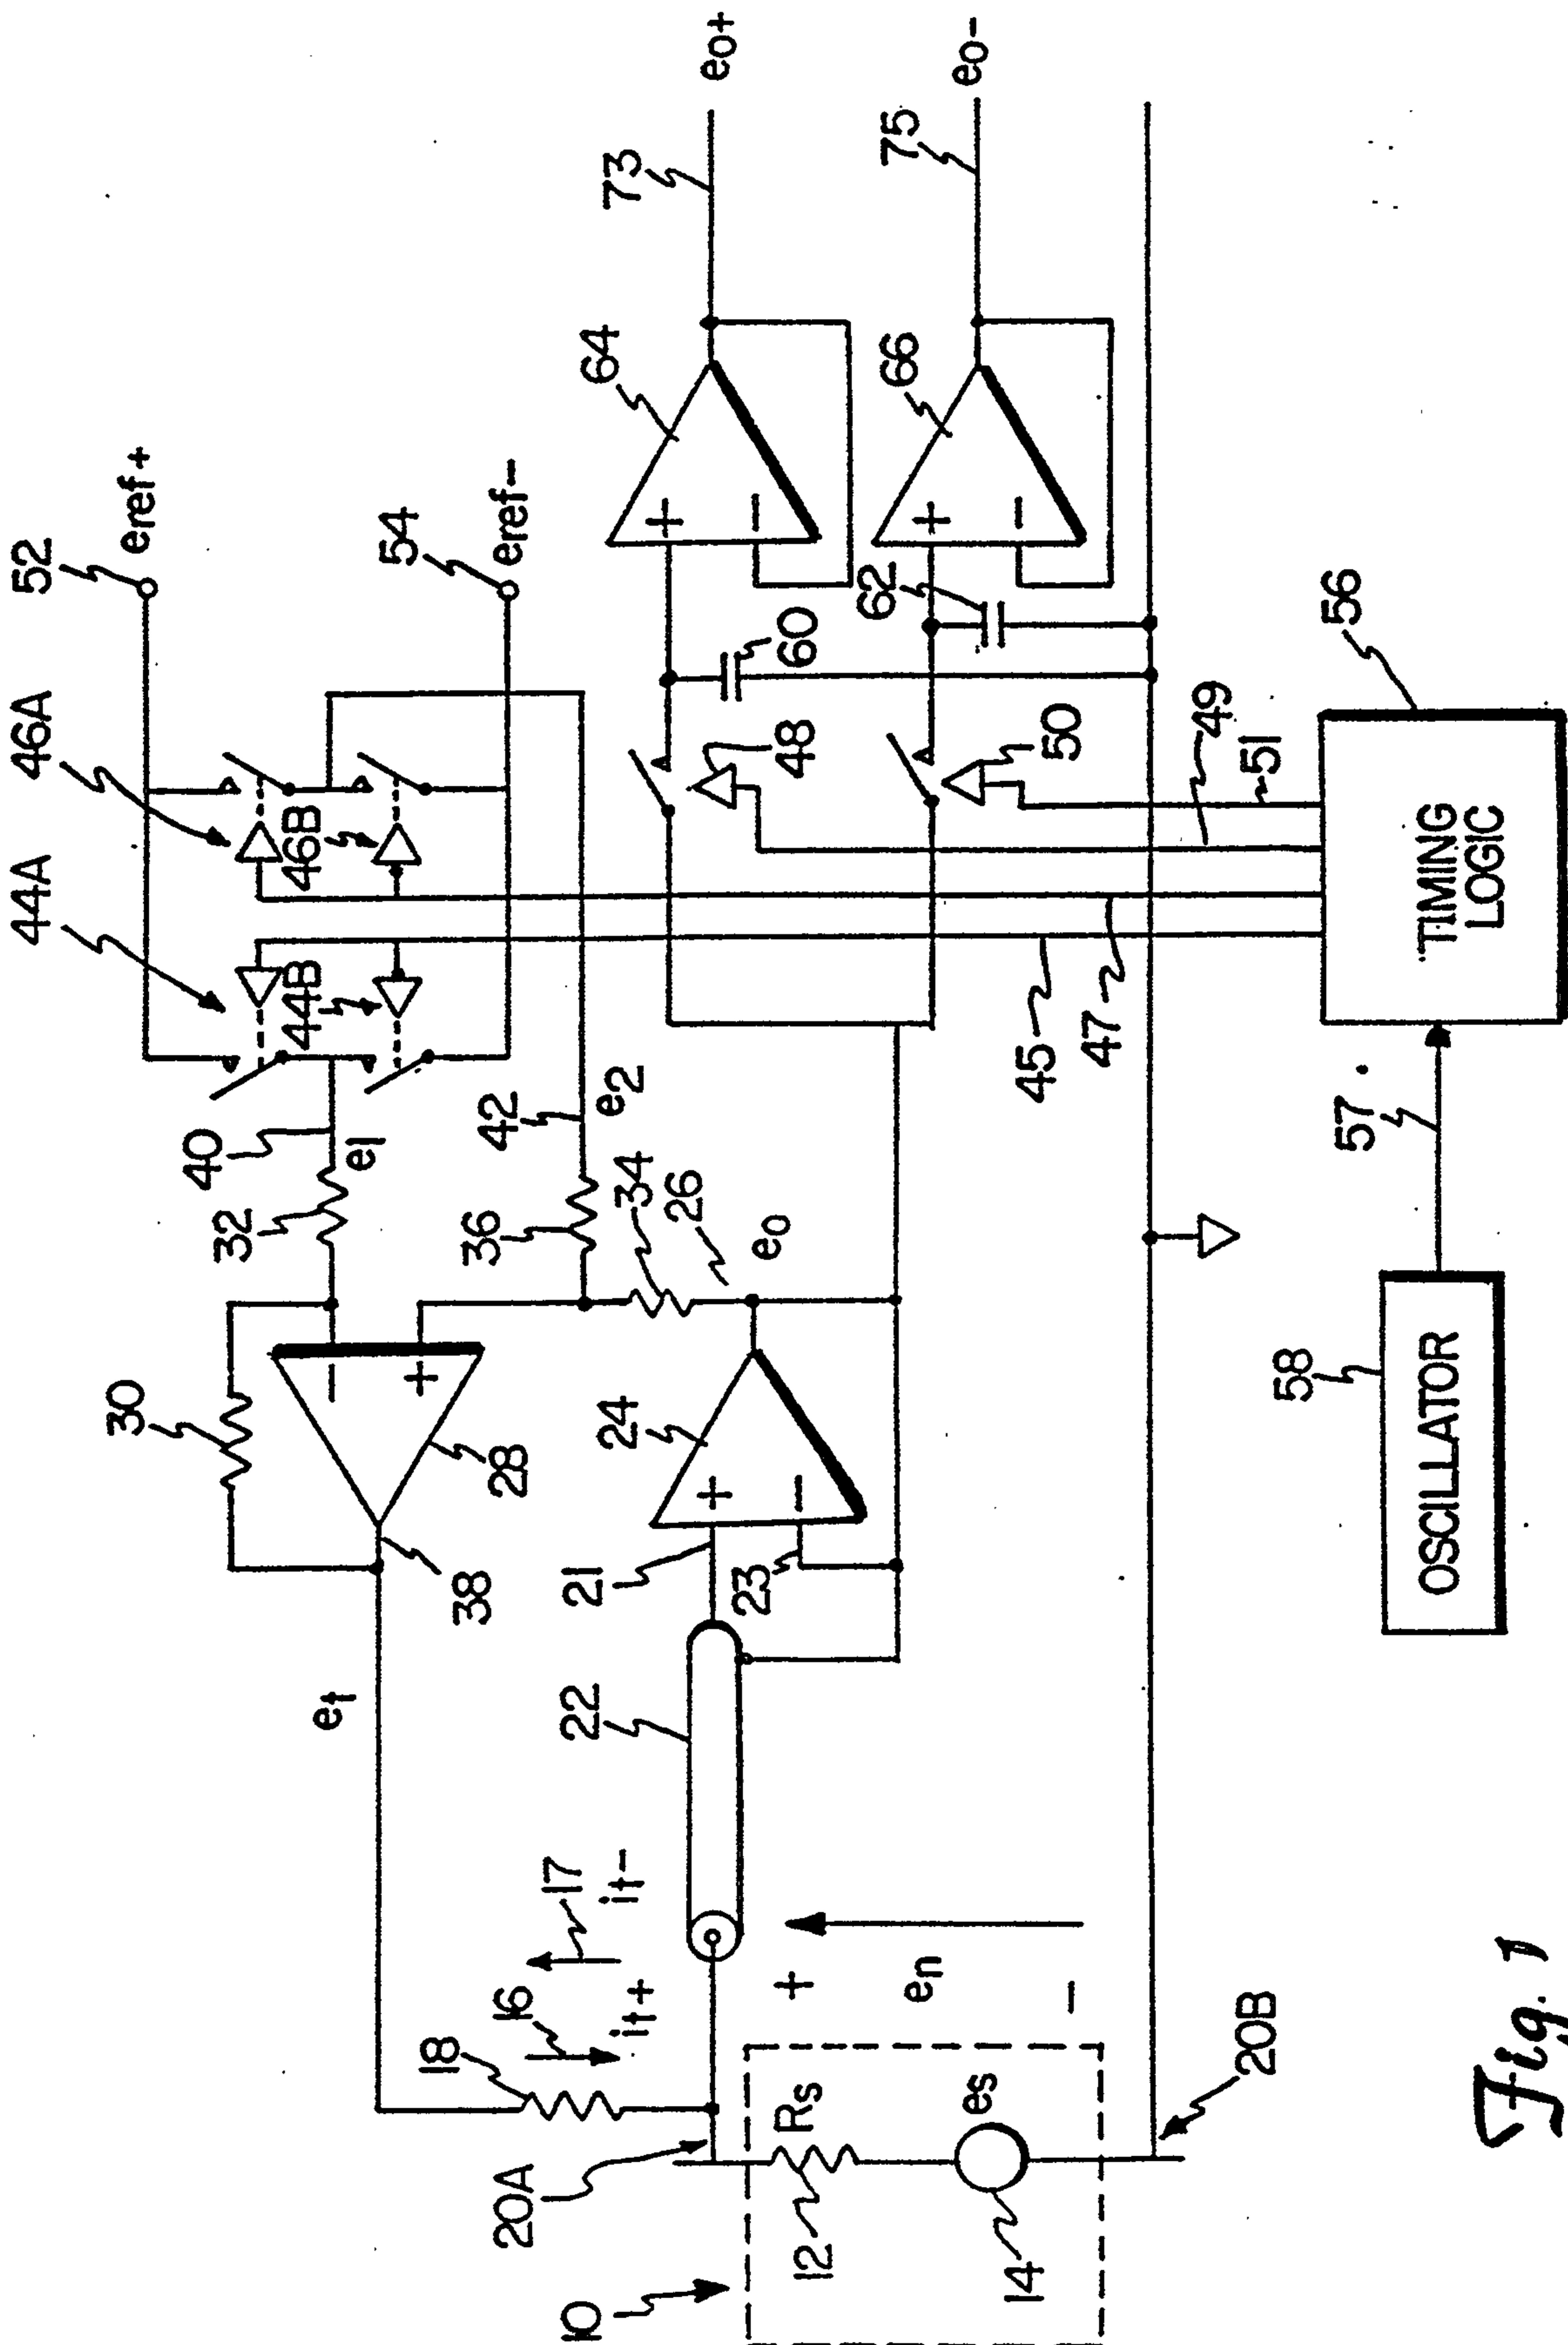 52
eref+
46A
44A
54
eref-
46B
44B
40
e1
32
30
28
38
et
42
e2
36
34
26
e0
24
+
−
21
23
22
−
+
16
it+
17
it-
18
20A
+
en
−
Rs
es
12
14
10
20B
64
+
−
73
e0+
60
48
66
+
−
75
e0-
62
50
49
51
45
47
56
TIMING
LOGIC
57
58
OSCILLATOR
Fig. 1